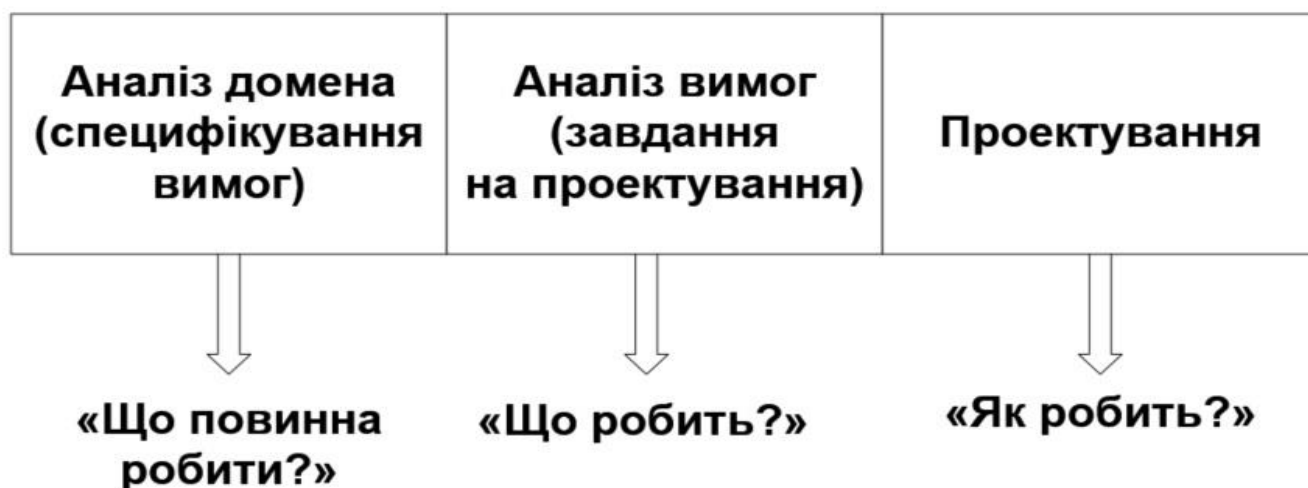 Аналіз домена
(специфікування
вимог)
Аналіз вимог
(завдання
на проектування)
Проектування
«Що повинна
робити?»
«Що робить?»
«Як робить?»